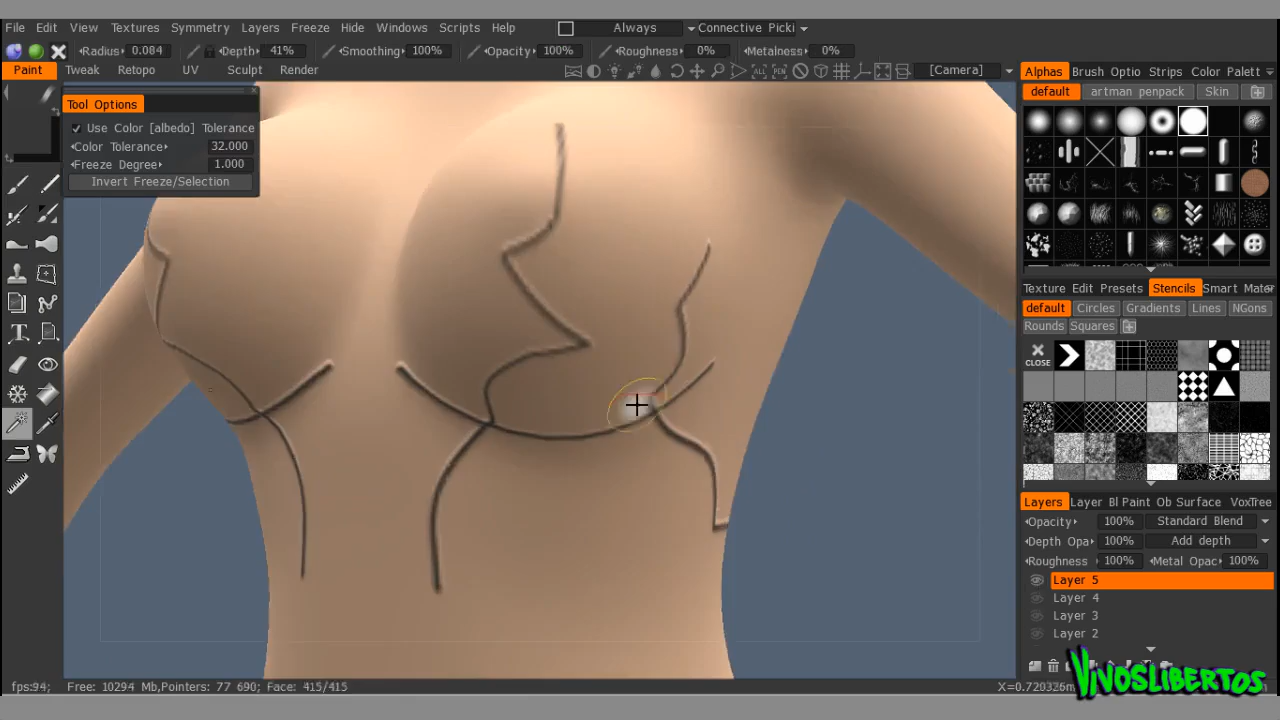 File Edit View Textures Symmetry Layers Freeze Hide Windows Scripts Help Always Connective Picki
Radius 0.084 Depth 41% Smoothing 100% Opacity 100% Roughness 0% Metalness 0%
Paint Tweak Retopo UV Sculpt Render [Camera]
Alphas Brush Optio Strips Color Palett
default artman penpack Skin
Tool Options
Use Color [albedo] Tolerance
Color Tolerance 32.000
Freeze Degree 1.000
Invert Freeze/Selection
Texture Edit Presets Stencils Smart Mate
default Circles Gradients Lines NGons
Rounds Squares
CLOSE
Layers Layer Bl Paint Ob Surface VoxTree
Opacity 100% Standard Blend
Depth Opa 100% Add depth
Roughness 100% Metal Opac 100%
Layer 5
Layer 4
Layer 3
Layer 2
fps:94; Free: 10294 Mb,Pointers: 77 690; Face: 415/415
VIVOSLIBERTOS